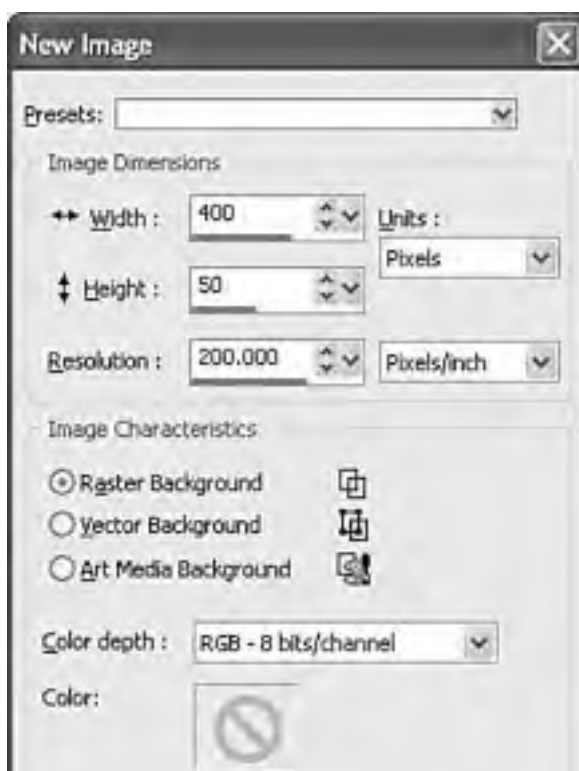 New Image
Presets:
Image Dimensions
Width : 400 Units :
Pixels
Height : 50
Resolution : 200.000 Pixels/inch
Image Characteristics
Raster Background
Vector Background
Art Media Background
Color depth : RGB - 8 bits/channel
Color: